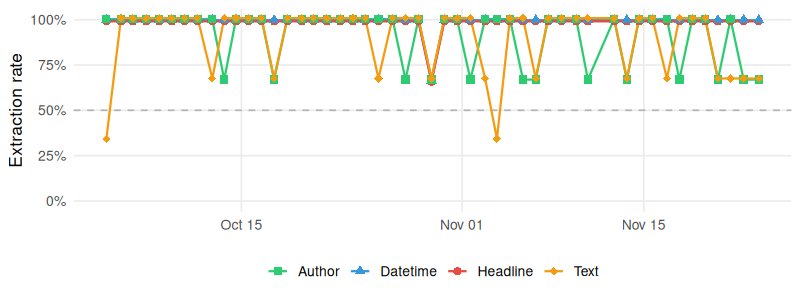 100%
75%
50%
25%
0%
Extraction rate
Oct 15
Nov 01
Nov 15
Author
Datetime
Headline
Text